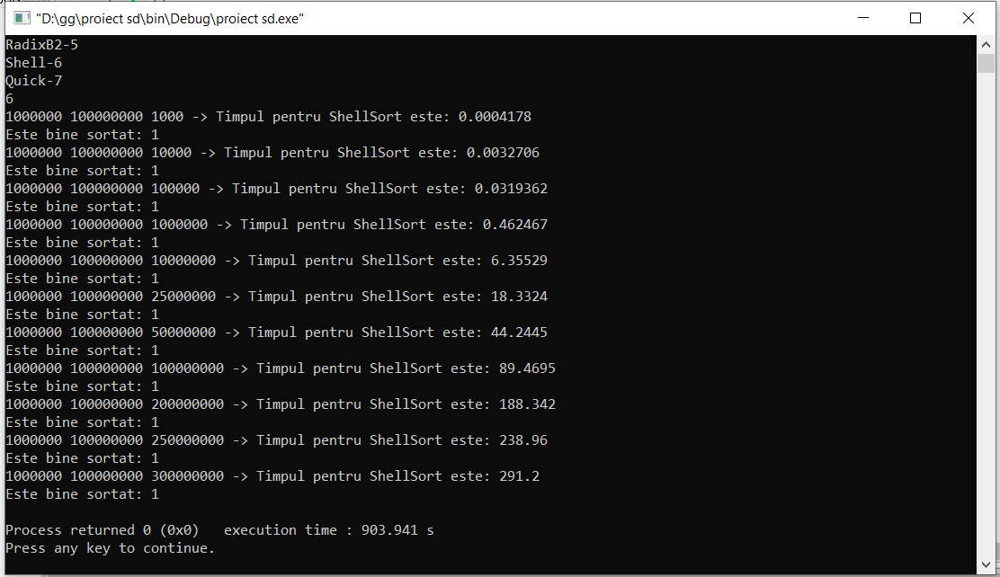 "D:\gg\proiect sd\bin\Debug\proiect sd.exe"
RadixB2-5
Shell-6
Quick-7
6
1000000 100000000 1000 -> Timpul pentru ShellSort este: 0.0004178
Este bine sortat: 1
1000000 100000000 10000 -> Timpul pentru ShellSort este: 0.0032706
Este bine sortat: 1
1000000 100000000 100000 -> Timpul pentru ShellSort este: 0.0319362
Este bine sortat: 1
1000000 100000000 1000000 -> Timpul pentru ShellSort este: 0.462467
Este bine sortat: 1
1000000 100000000 10000000 -> Timpul pentru ShellSort este: 6.35529
Este bine sortat: 1
1000000 100000000 25000000 -> Timpul pentru ShellSort este: 18.3324
Este bine sortat: 1
1000000 100000000 50000000 -> Timpul pentru ShellSort este: 44.2445
Este bine sortat: 1
1000000 100000000 100000000 -> Timpul pentru ShellSort este: 89.4695
Este bine sortat: 1
1000000 100000000 200000000 -> Timpul pentru ShellSort este: 188.342
Este bine sortat: 1
1000000 100000000 250000000 -> Timpul pentru ShellSort este: 238.96
Este bine sortat: 1
1000000 100000000 300000000 -> Timpul pentru ShellSort este: 291.2
Este bine sortat: 1
Process returned 0 (0x0)   execution time : 903.941 s
Press any key to continue.